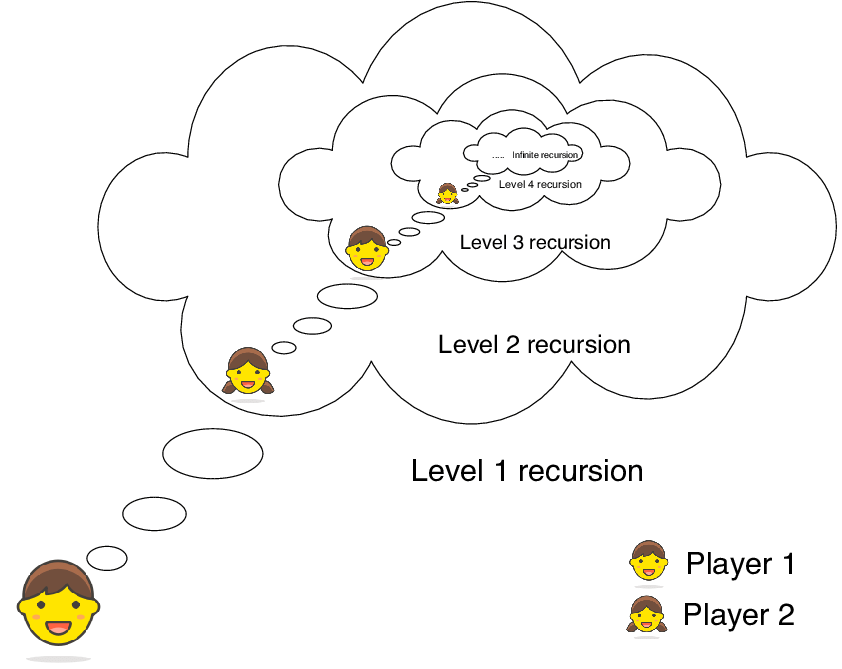 ..... Infinite recursion
Level 4 recursion
Level 3 recursion
Level 2 recursion
Level 1 recursion
Player 1
Player 2